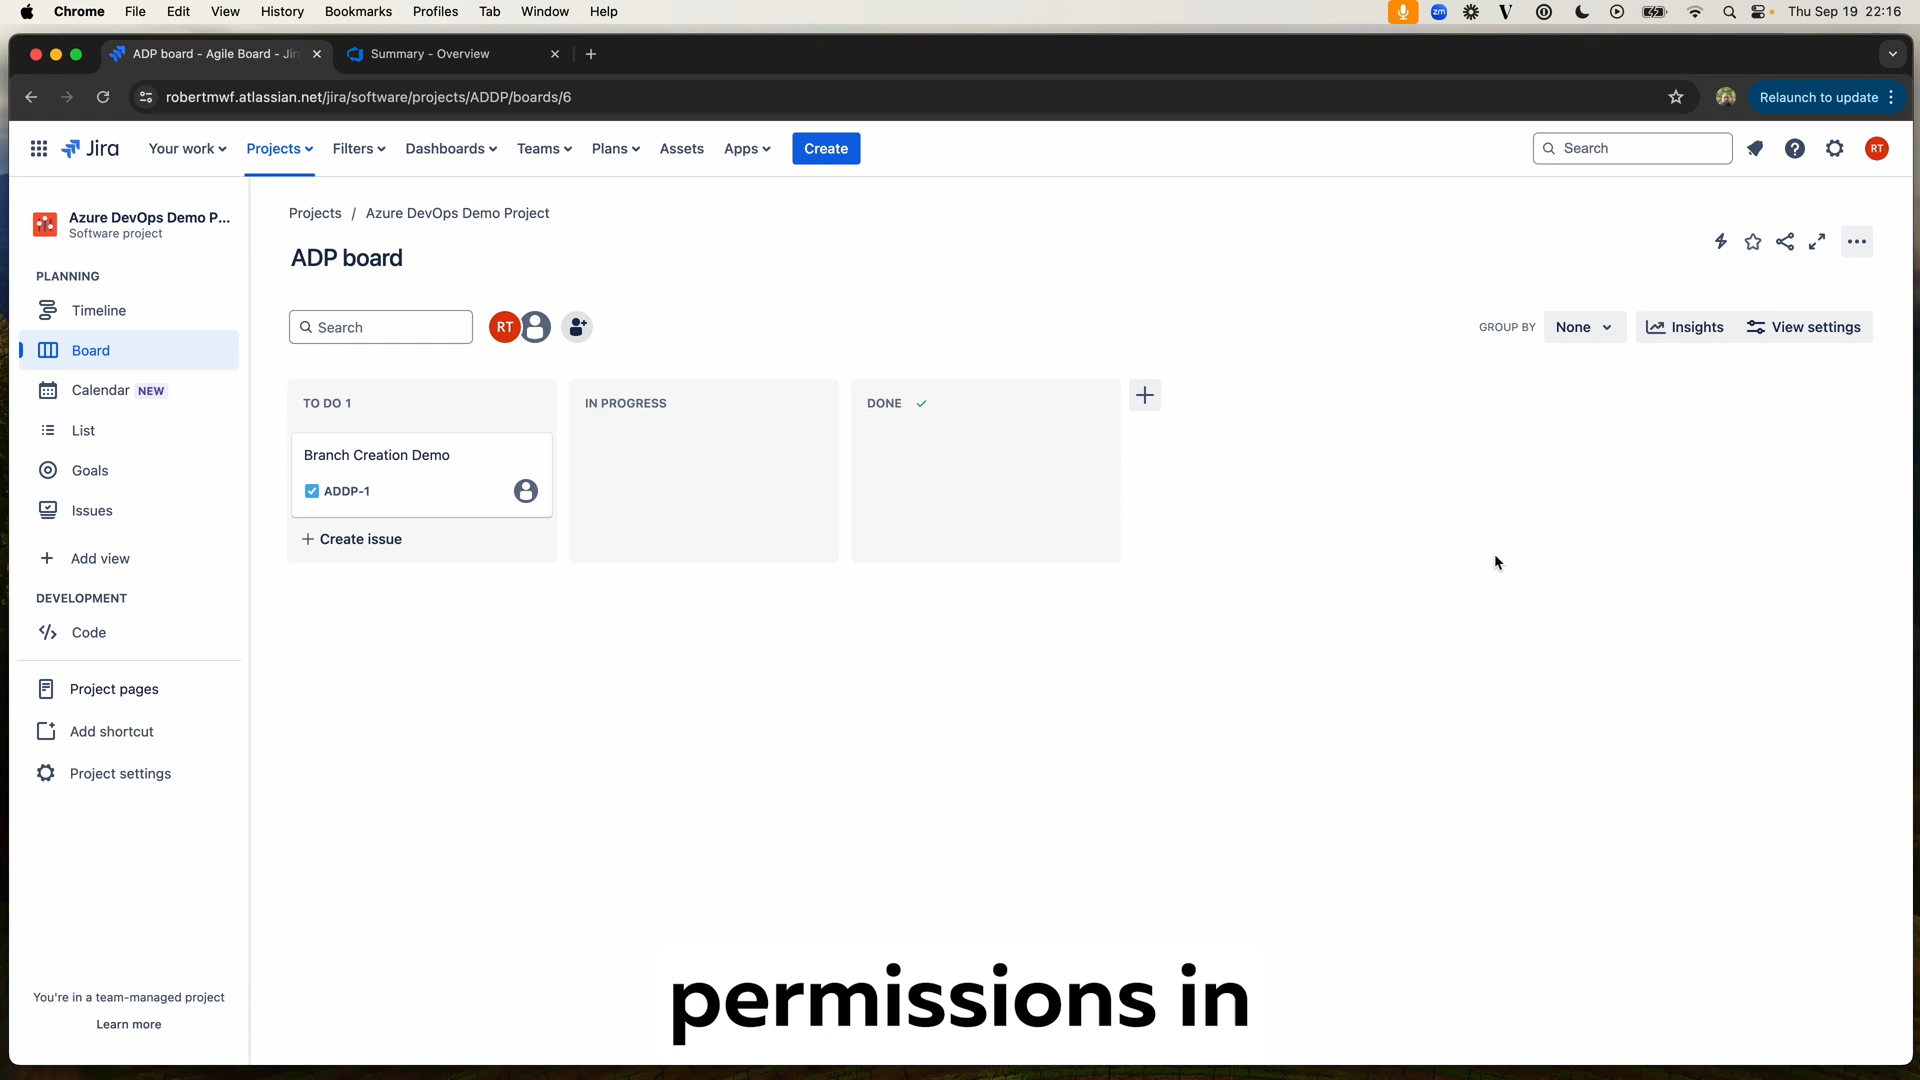 Chrome File Edit View History Bookmarks Profiles Tab Window Help
zm V Thu Sep 19 22:16
ADP board - Agile Board - Jir
Summary - Overview
robertmwf.atlassian.net/jira/software/projects/ADDP/boards/6
Relaunch to update
Jira Your work Projects Filters Dashboards Teams Plans Assets Apps Create
Search
RT
Azure DevOps Demo P...
Software project
PLANNING
Timeline
Board
Calendar NEW
List
Goals
Issues
Add view
DEVELOPMENT
Code
Project pages
Add shortcut
Project settings
You're in a team-managed project
Learn more
Projects / Azure DevOps Demo Project
ADP board
Search
RT
GROUP BY None Insights View settings
TO DO 1
Branch Creation Demo
ADDP-1
+ Create issue
IN PROGRESS
DONE
permissions in